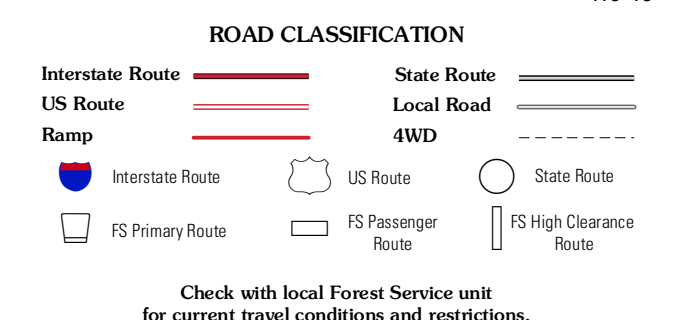 ROAD CLASSIFICATION
Interstate Route
State Route
US Route
Local Road
Ramp
4WD
Interstate Route
US Route
State Route
FS Primary Route
FS Passenger
Route
FS High Clearance
Route
Check with local Forest Service unit
for current travel conditions and restrictions.